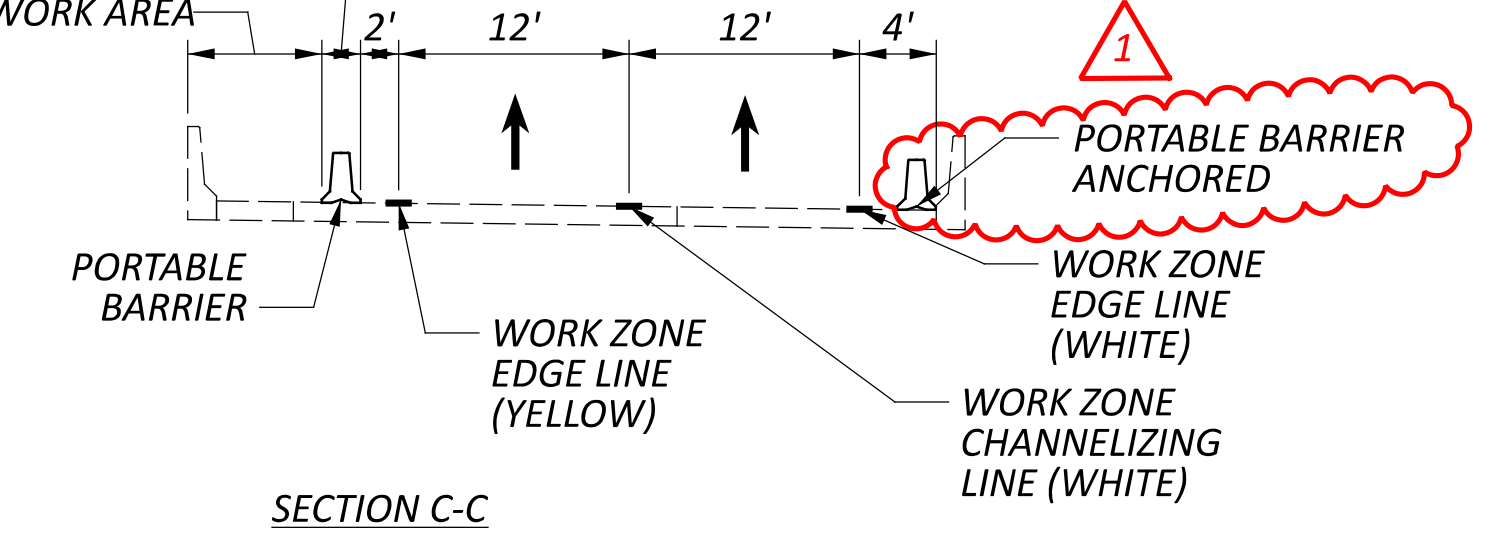 WORK AREA
2'
12'
12'
4'
1
PORTABLE BARRIER
ANCHORED
PORTABLE
BARRIER
WORK ZONE
EDGE LINE
(WHITE)
WORK ZONE
EDGE LINE
(YELLOW)
WORK ZONE
CHANNELIZING
LINE (WHITE)
SECTION C-C